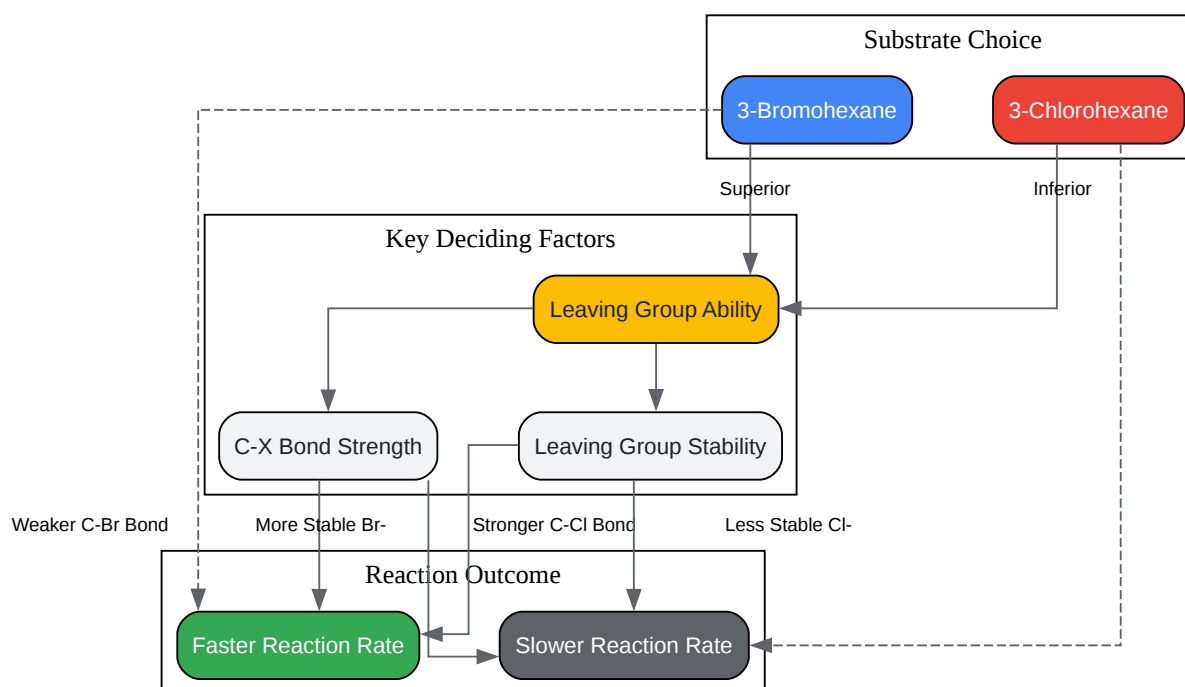 Substrate Choice
3-Bromohexane
3-Chlorohexane
Superior
Inferior
Key Deciding Factors
Leaving Group Ability
C-X Bond Strength
Leaving Group Stability
Weaker C-Br Bond
More Stable Br-
Stronger C-Cl Bond
Less Stable Cl-
Reaction Outcome
Faster Reaction Rate
Slower Reaction Rate